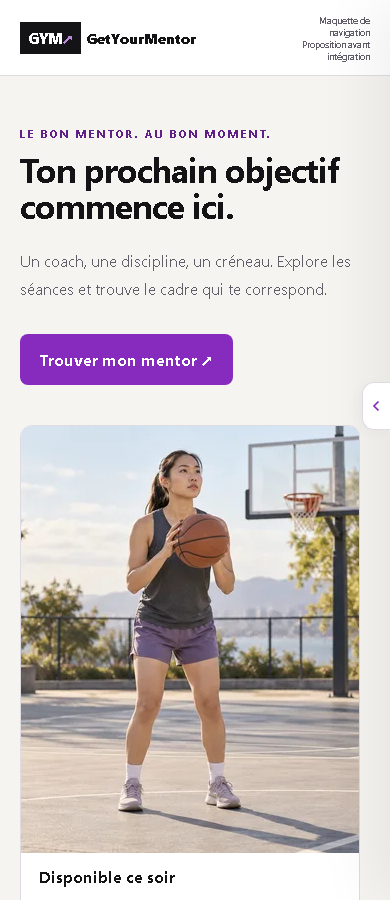 GYM↗ GetYourMentor
Maquette de
navigation
Proposition avant
intégration
LE BON MENTOR. AU BON MOMENT.
Ton prochain objectif
commence ici.
Un coach, une discipline, un créneau. Explore les
séances et trouve le cadre qui te correspond.
Trouver mon mentor ↗
Disponible ce soir